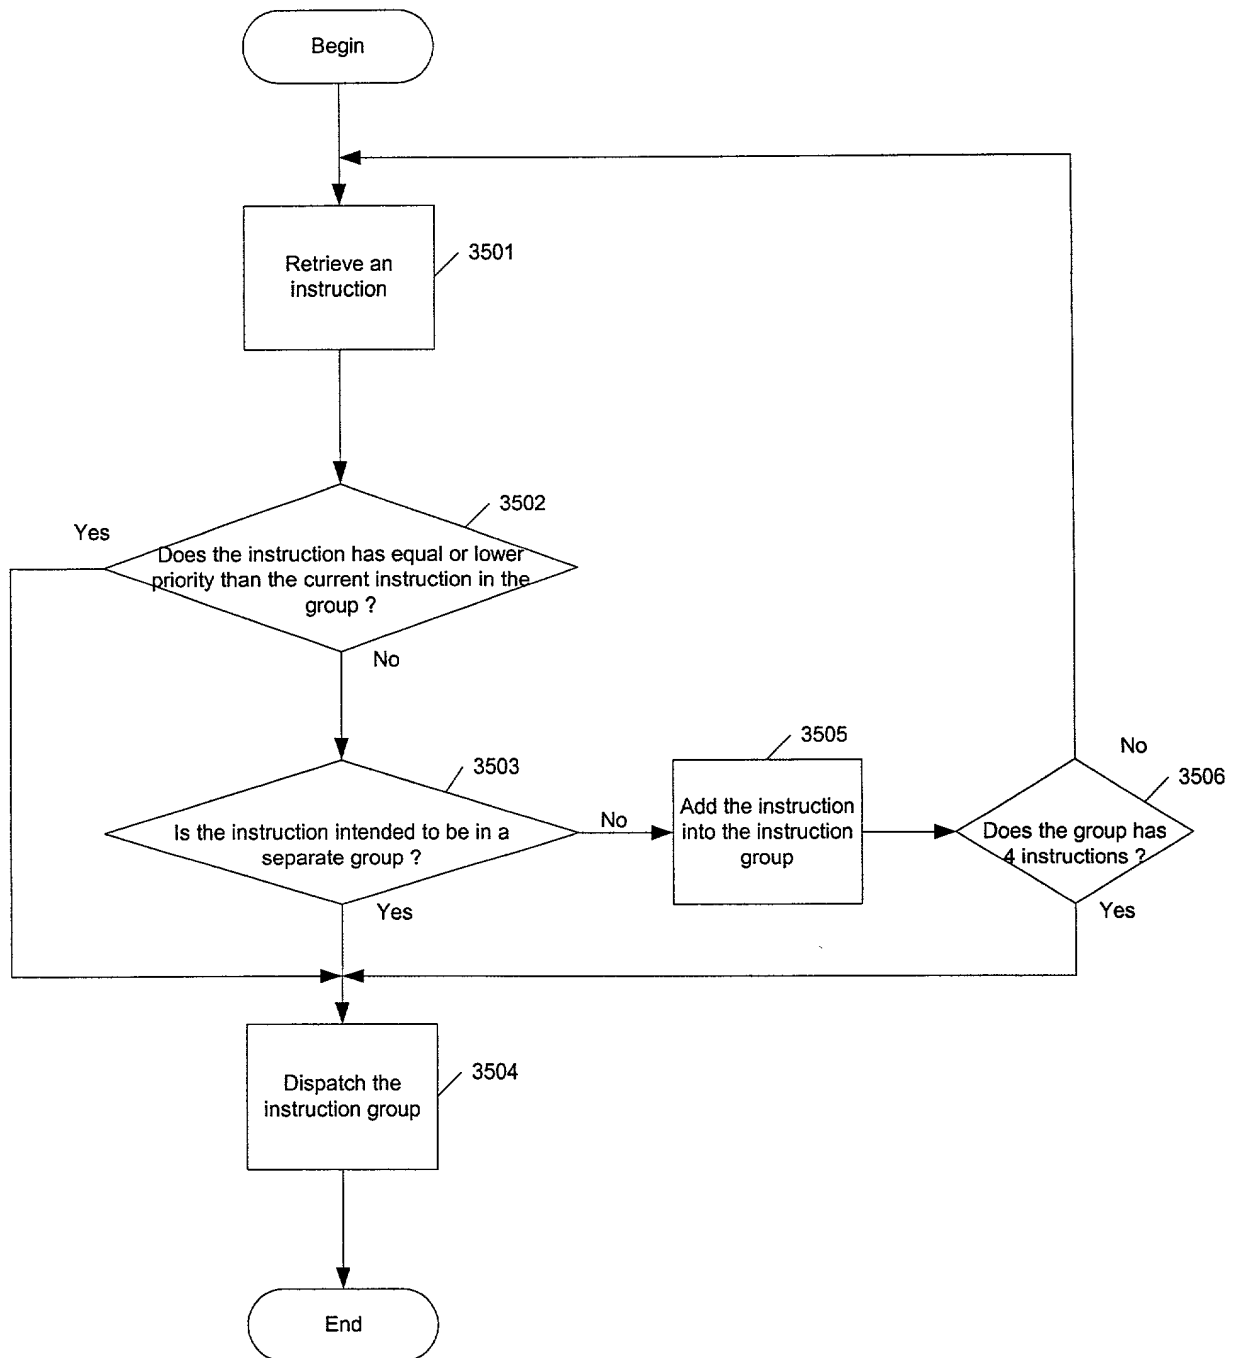 Begin
Retrieve an
instruction
3501
3502
Yes
Does the instruction has equal or lower
priority than the current instruction in the
group ?
No
3503
Is the instruction intended to be in a
separate group ?
No
Yes
3505
Add the instruction
into the instruction
group
No
3506
Does the group has
4 instructions ?
Yes
Dispatch the
instruction group
3504
End